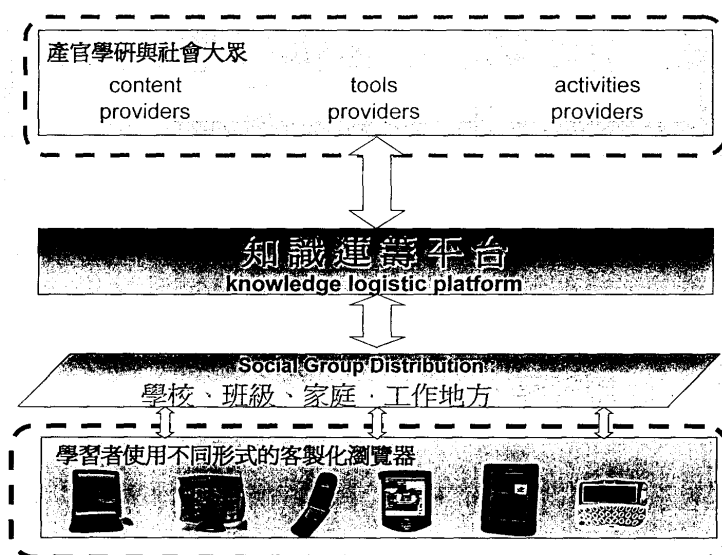 產官學研與社會大眾
content tools activities
providers providers providers
知識運籌平台
knowledge logistic platform
Social Group Distribution:
學校、班級、家庭、工作地方
學習者使用不同形式的客製化瀏覽器